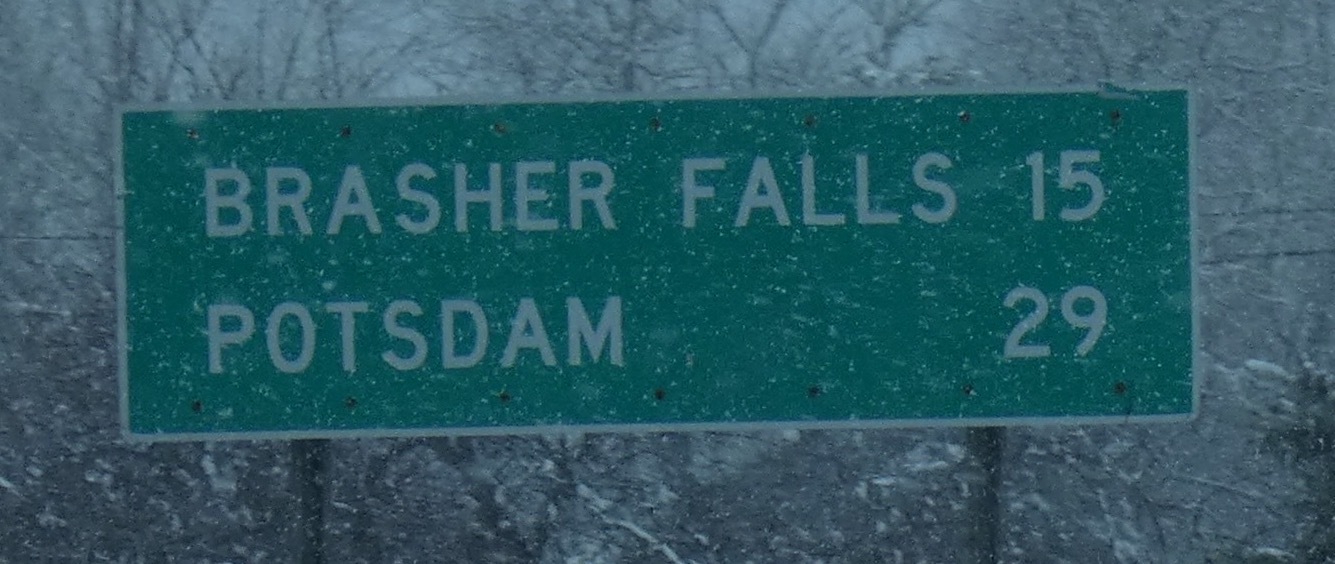 BRASHER FALLS 15
POTSDAM 29